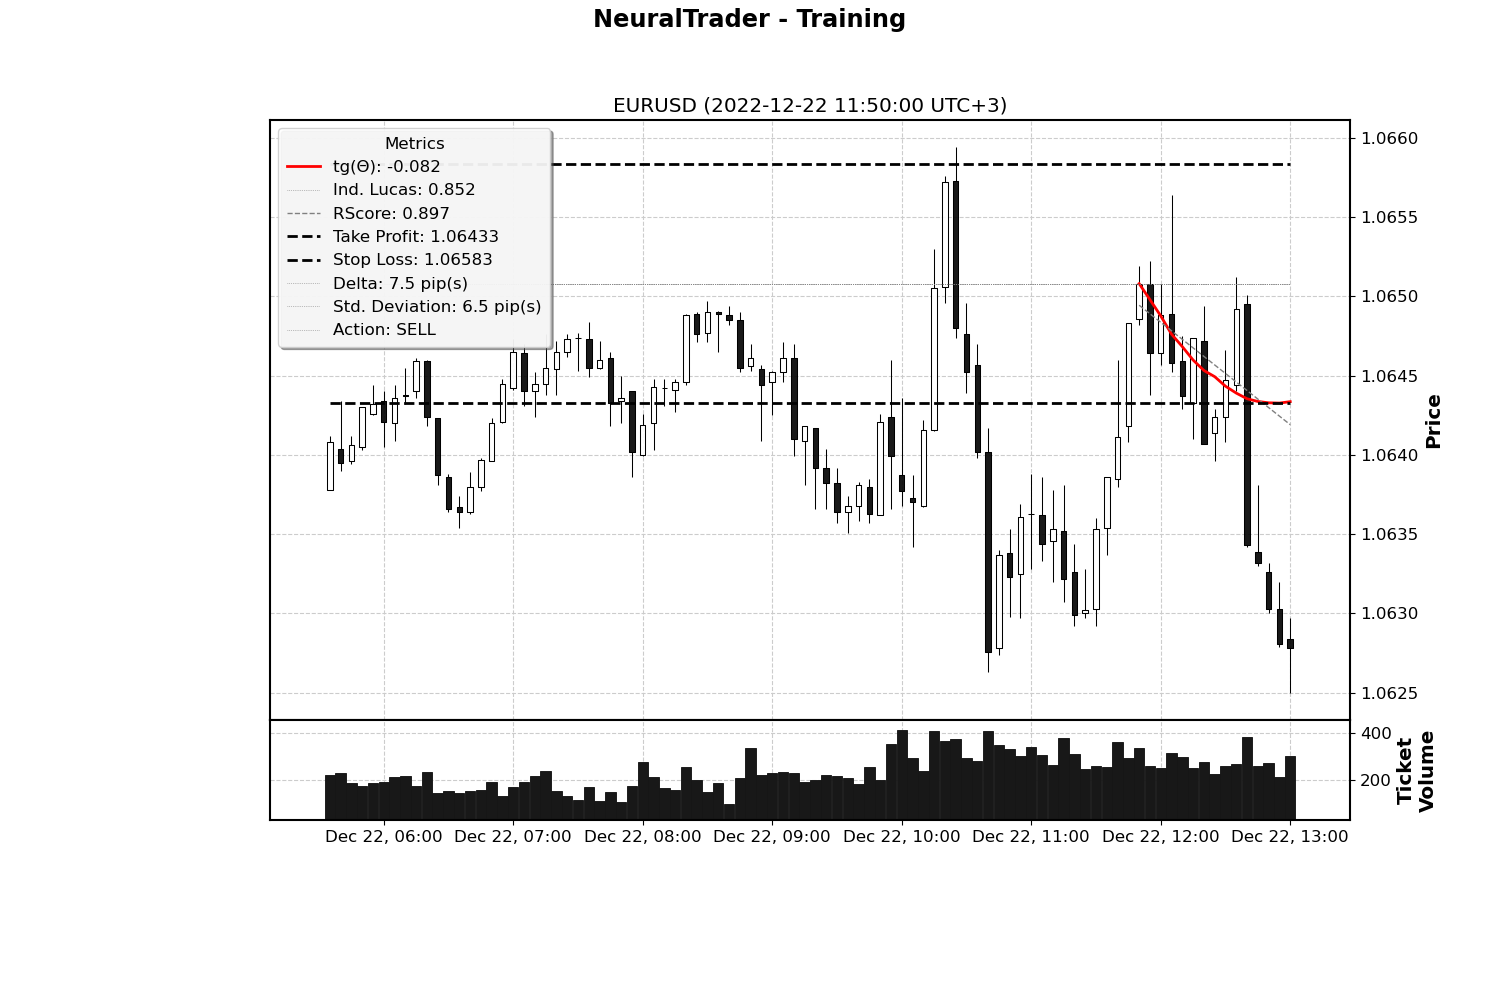 NeuralTrader - Training
EURUSD (2022-12-22 11:50:00 UTC+3)
Metrics
tg(Θ): -0.082
Ind. Lucas: 0.852
RScore: 0.897
Take Profit: 1.06433
Stop Loss: 1.06583
Delta: 7.5 pip(s)
Std. Deviation: 6.5 pip(s)
Action: SELL
1.0660
1.0655
1.0650
1.0645
1.0640
1.0635
1.0630
1.0625
Price
400
200
Ticket
Volume
Dec 22, 06:00 Dec 22, 07:00 Dec 22, 08:00 Dec 22, 09:00 Dec 22, 10:00 Dec 22, 11:00 Dec 22, 12:00 Dec 22, 13:00